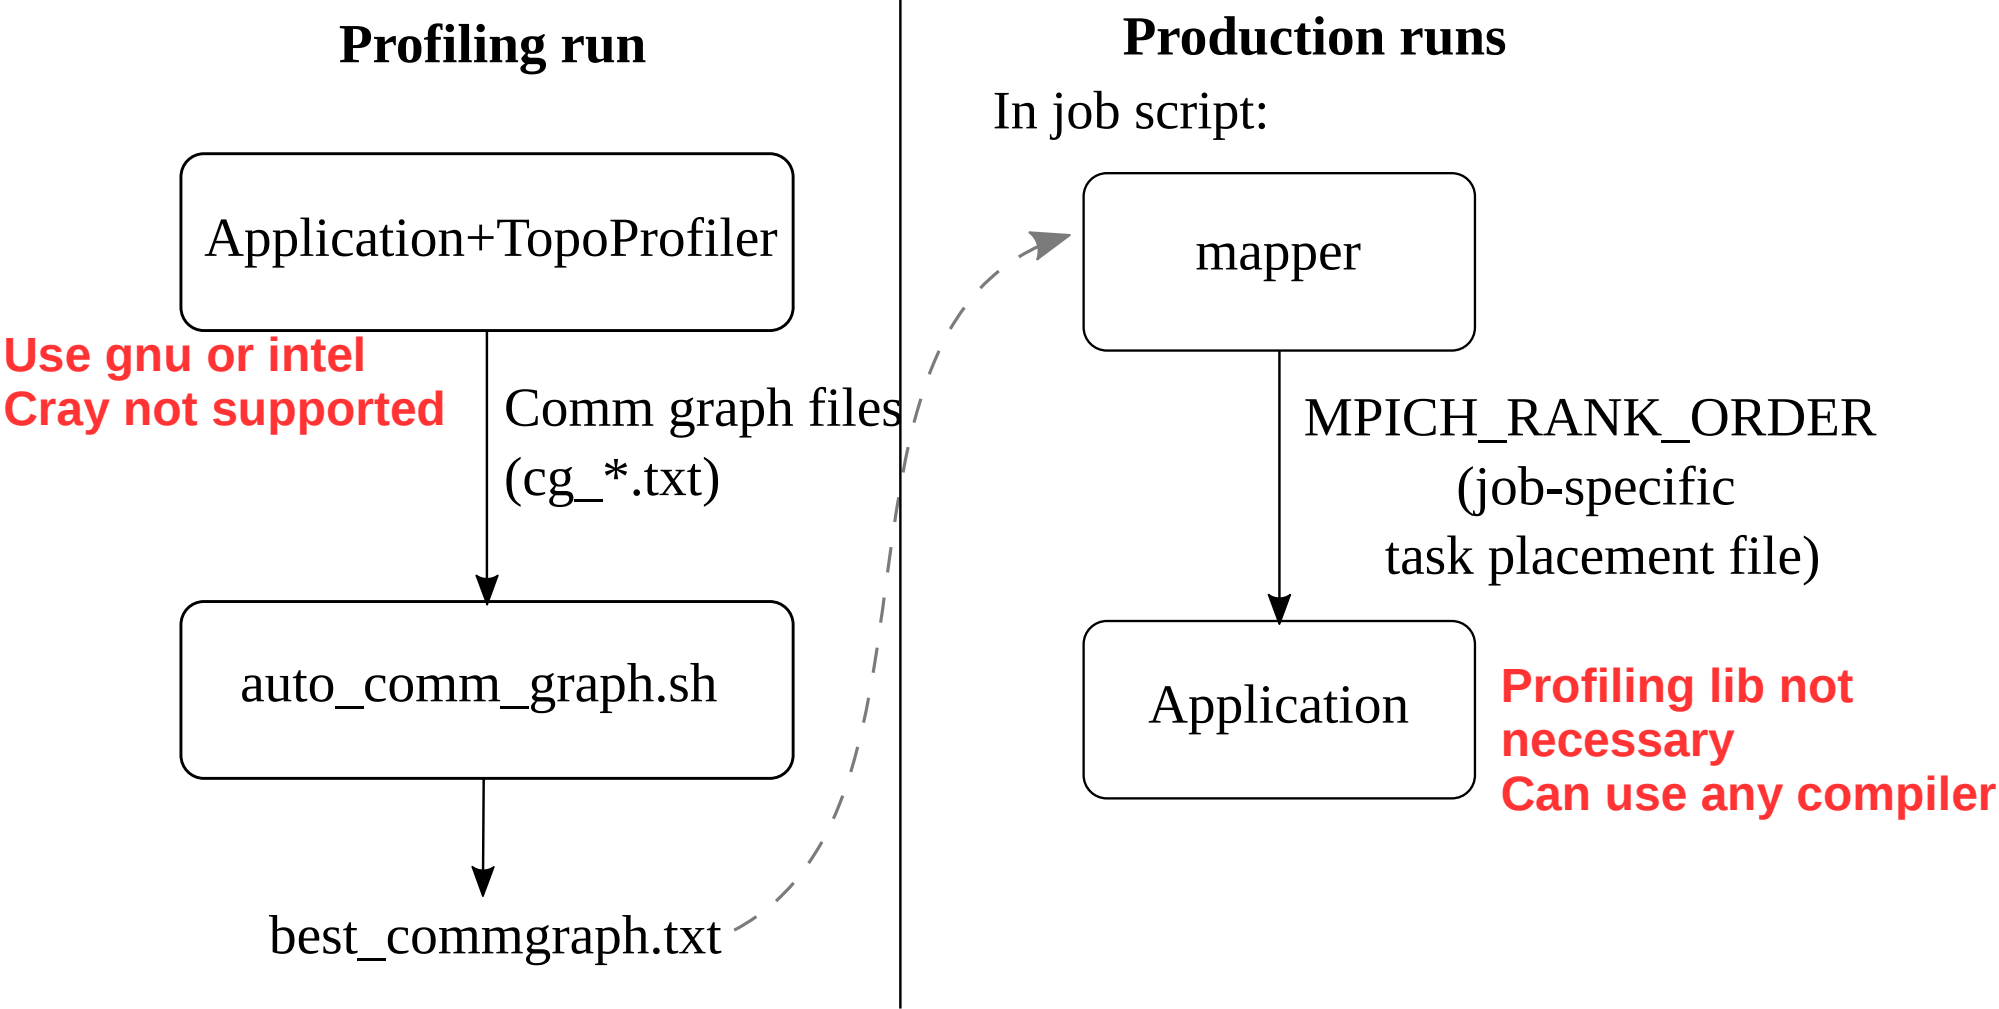 Profiling run
Application+TopoProfiler
Use gnu or intel
Cray not supported
Comm graph files
(cg_*.txt)
auto_comm_graph.sh
best_commgraph.txt
Production runs
In job script:
mapper
MPICH_RANK_ORDER
(job-specific
task placement file)
Application
Profiling lib not
necessary
Can use any compiler